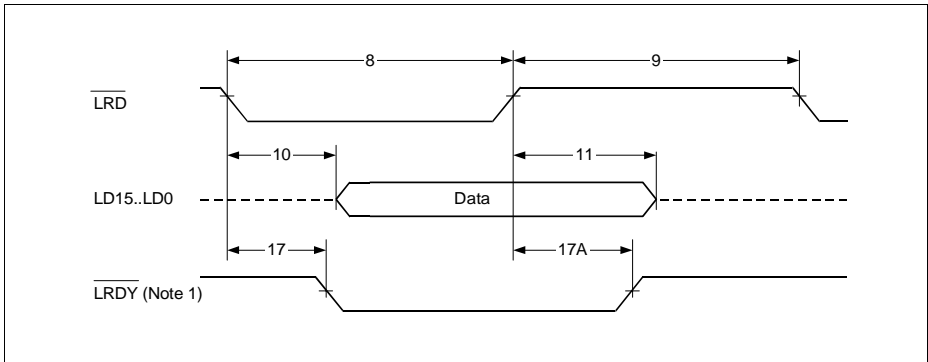 8 9
LRD
10 11
LD15..LD0 Data
17 17A
LRDY (Note 1)